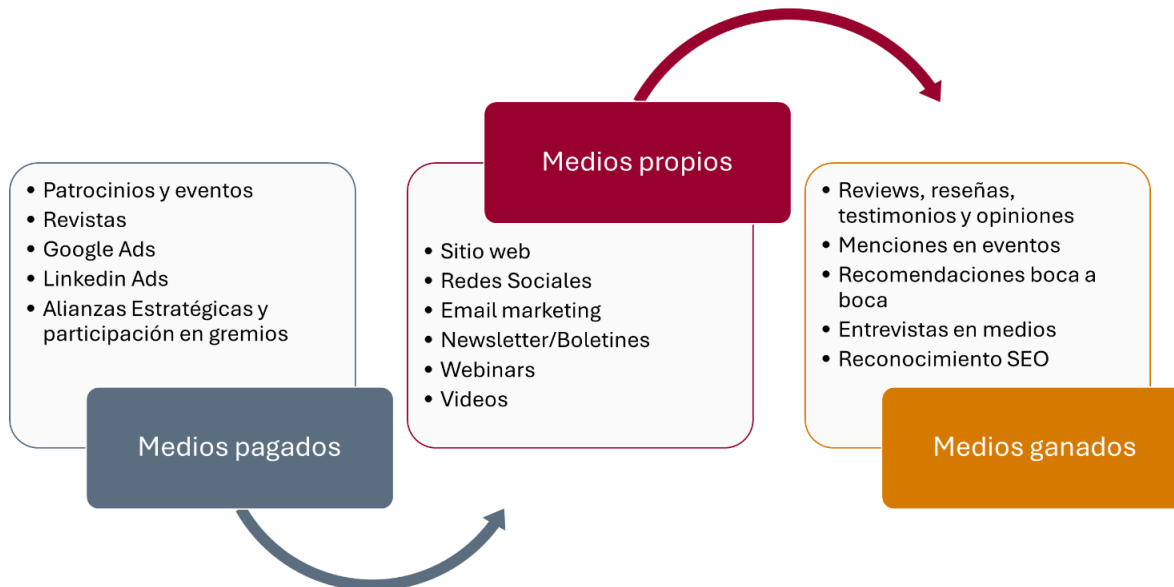 • Patrocinios y eventos
• Revistas
• Google Ads
• Linkedin Ads
• Alianzas Estratégicas y
participación en gremios
Medios pagados
Medios propios
• Sitio web
• Redes Sociales
• Email marketing
• Newsletter/Boletines
• Webinars
• Videos
• Reviews, reseñas,
testimonios y opiniones
• Menciones en eventos
• Recomendaciones boca a
boca
• Entrevistas en medios
• Reconocimiento SEO
Medios ganados